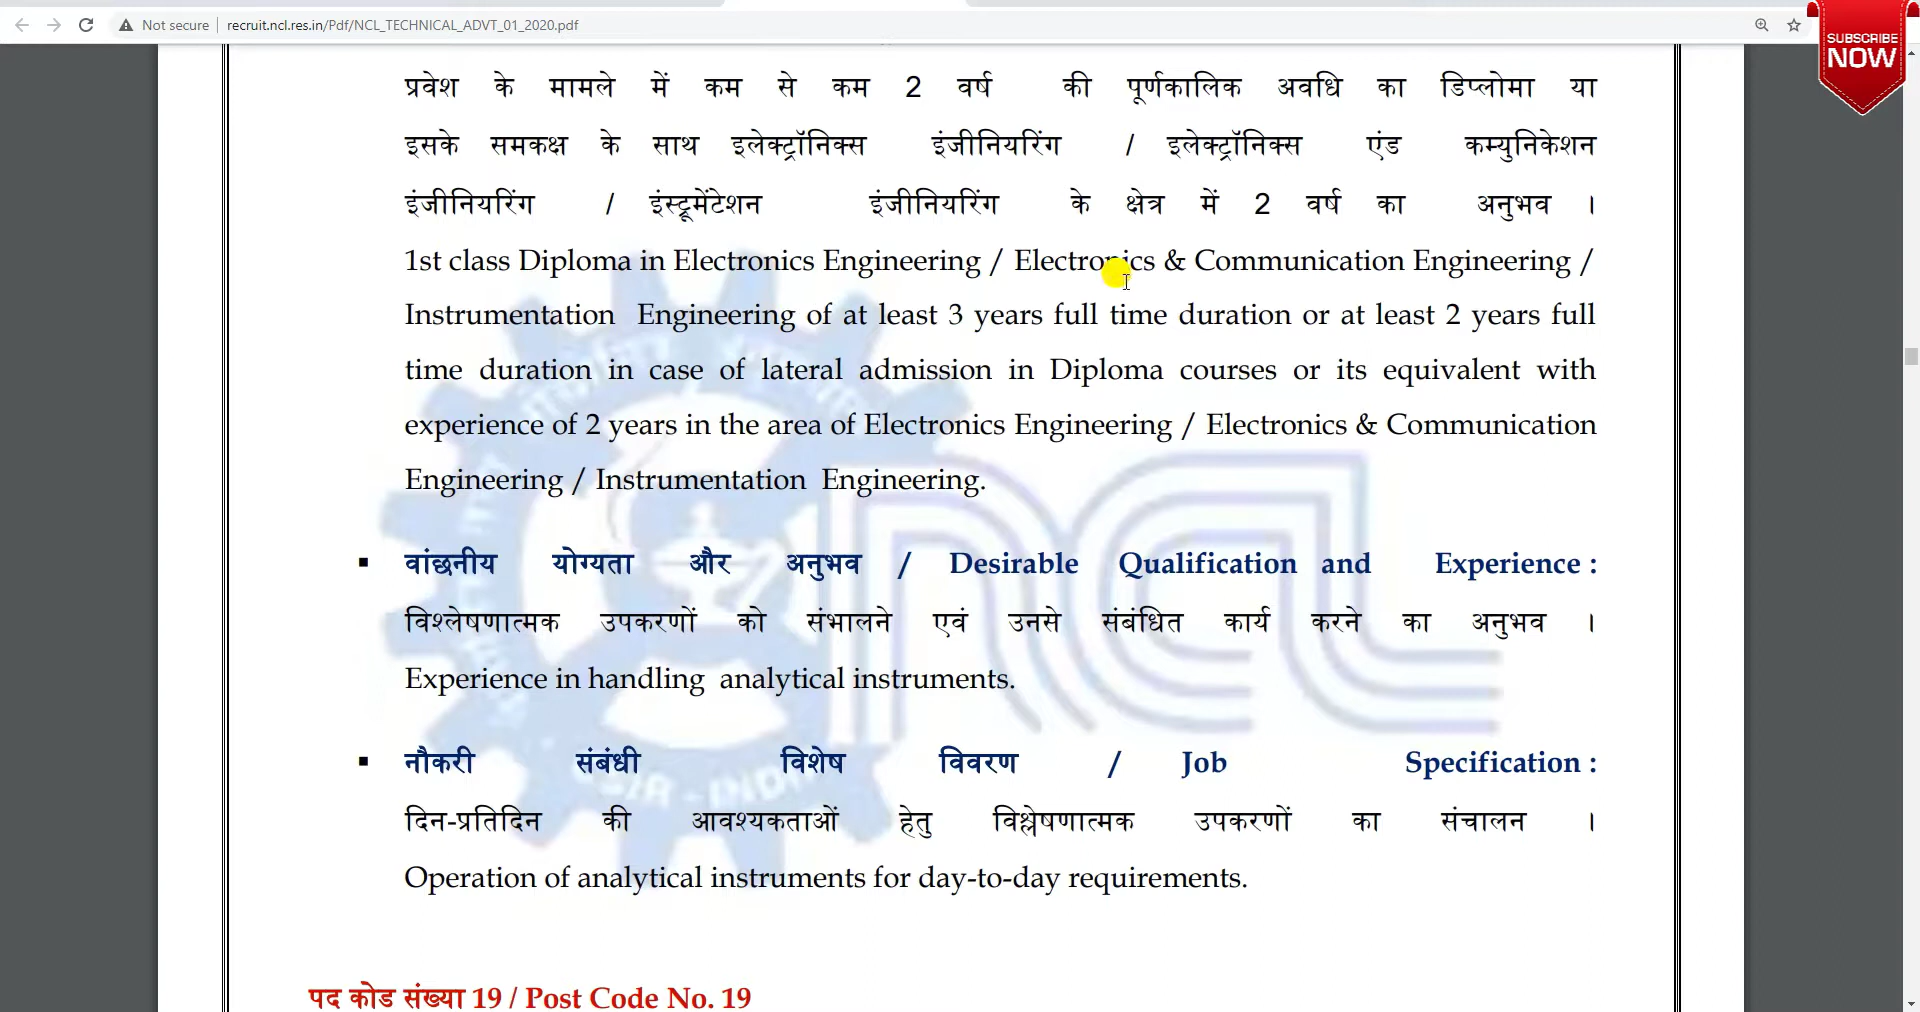 Not secure | recruit.ncl.res.in/Pdf/NCL_TECHNICAL_ADVT_01_2020.pdf
SUBSCRIBE
NOW
प्रवेश के मामले में कम से कम 2 वर्ष की पूर्णकालिक अवधि का डिप्लोमा या
इसके समकक्ष के साथ इलेक्ट्रॉनिक्स इंजीनियरिंग / इलेक्ट्रॉनिक्स एंड कम्युनिकेशन
इंजीनियरिंग / इंस्ट्रूमेंटेशन इंजीनियरिंग के क्षेत्र में 2 वर्ष का अनुभव ।
1st class Diploma in Electronics Engineering / Electronics & Communication Engineering /
Instrumentation Engineering of at least 3 years full time duration or at least 2 years full
time duration in case of lateral admission in Diploma courses or its equivalent with
experience of 2 years in the area of Electronics Engineering / Electronics & Communication
Engineering / Instrumentation Engineering.
▪ वांछनीय योग्यता और अनुभव / Desirable Qualification and Experience :
विश्लेषणात्मक उपकरणों को संभालने एवं उनसे संबंधित कार्य करने का अनुभव ।
Experience in handling analytical instruments.
▪ नौकरी संबंधी विशेष विवरण / Job Specification :
दिन-प्रतिदिन की आवश्यकताओं हेतु विश्लेषणात्मक उपकरणों का संचालन ।
Operation of analytical instruments for day-to-day requirements.
पद कोड संख्या 19 / Post Code No. 19